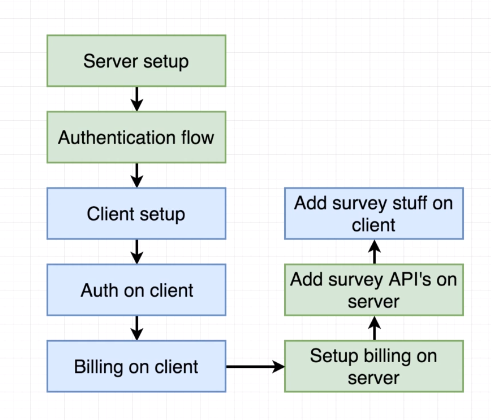 Server setup
Authentication flow
Client setup
Auth on client
Billing on client
Setup billing on
server
Add survey API's on
server
Add survey stuff on
client